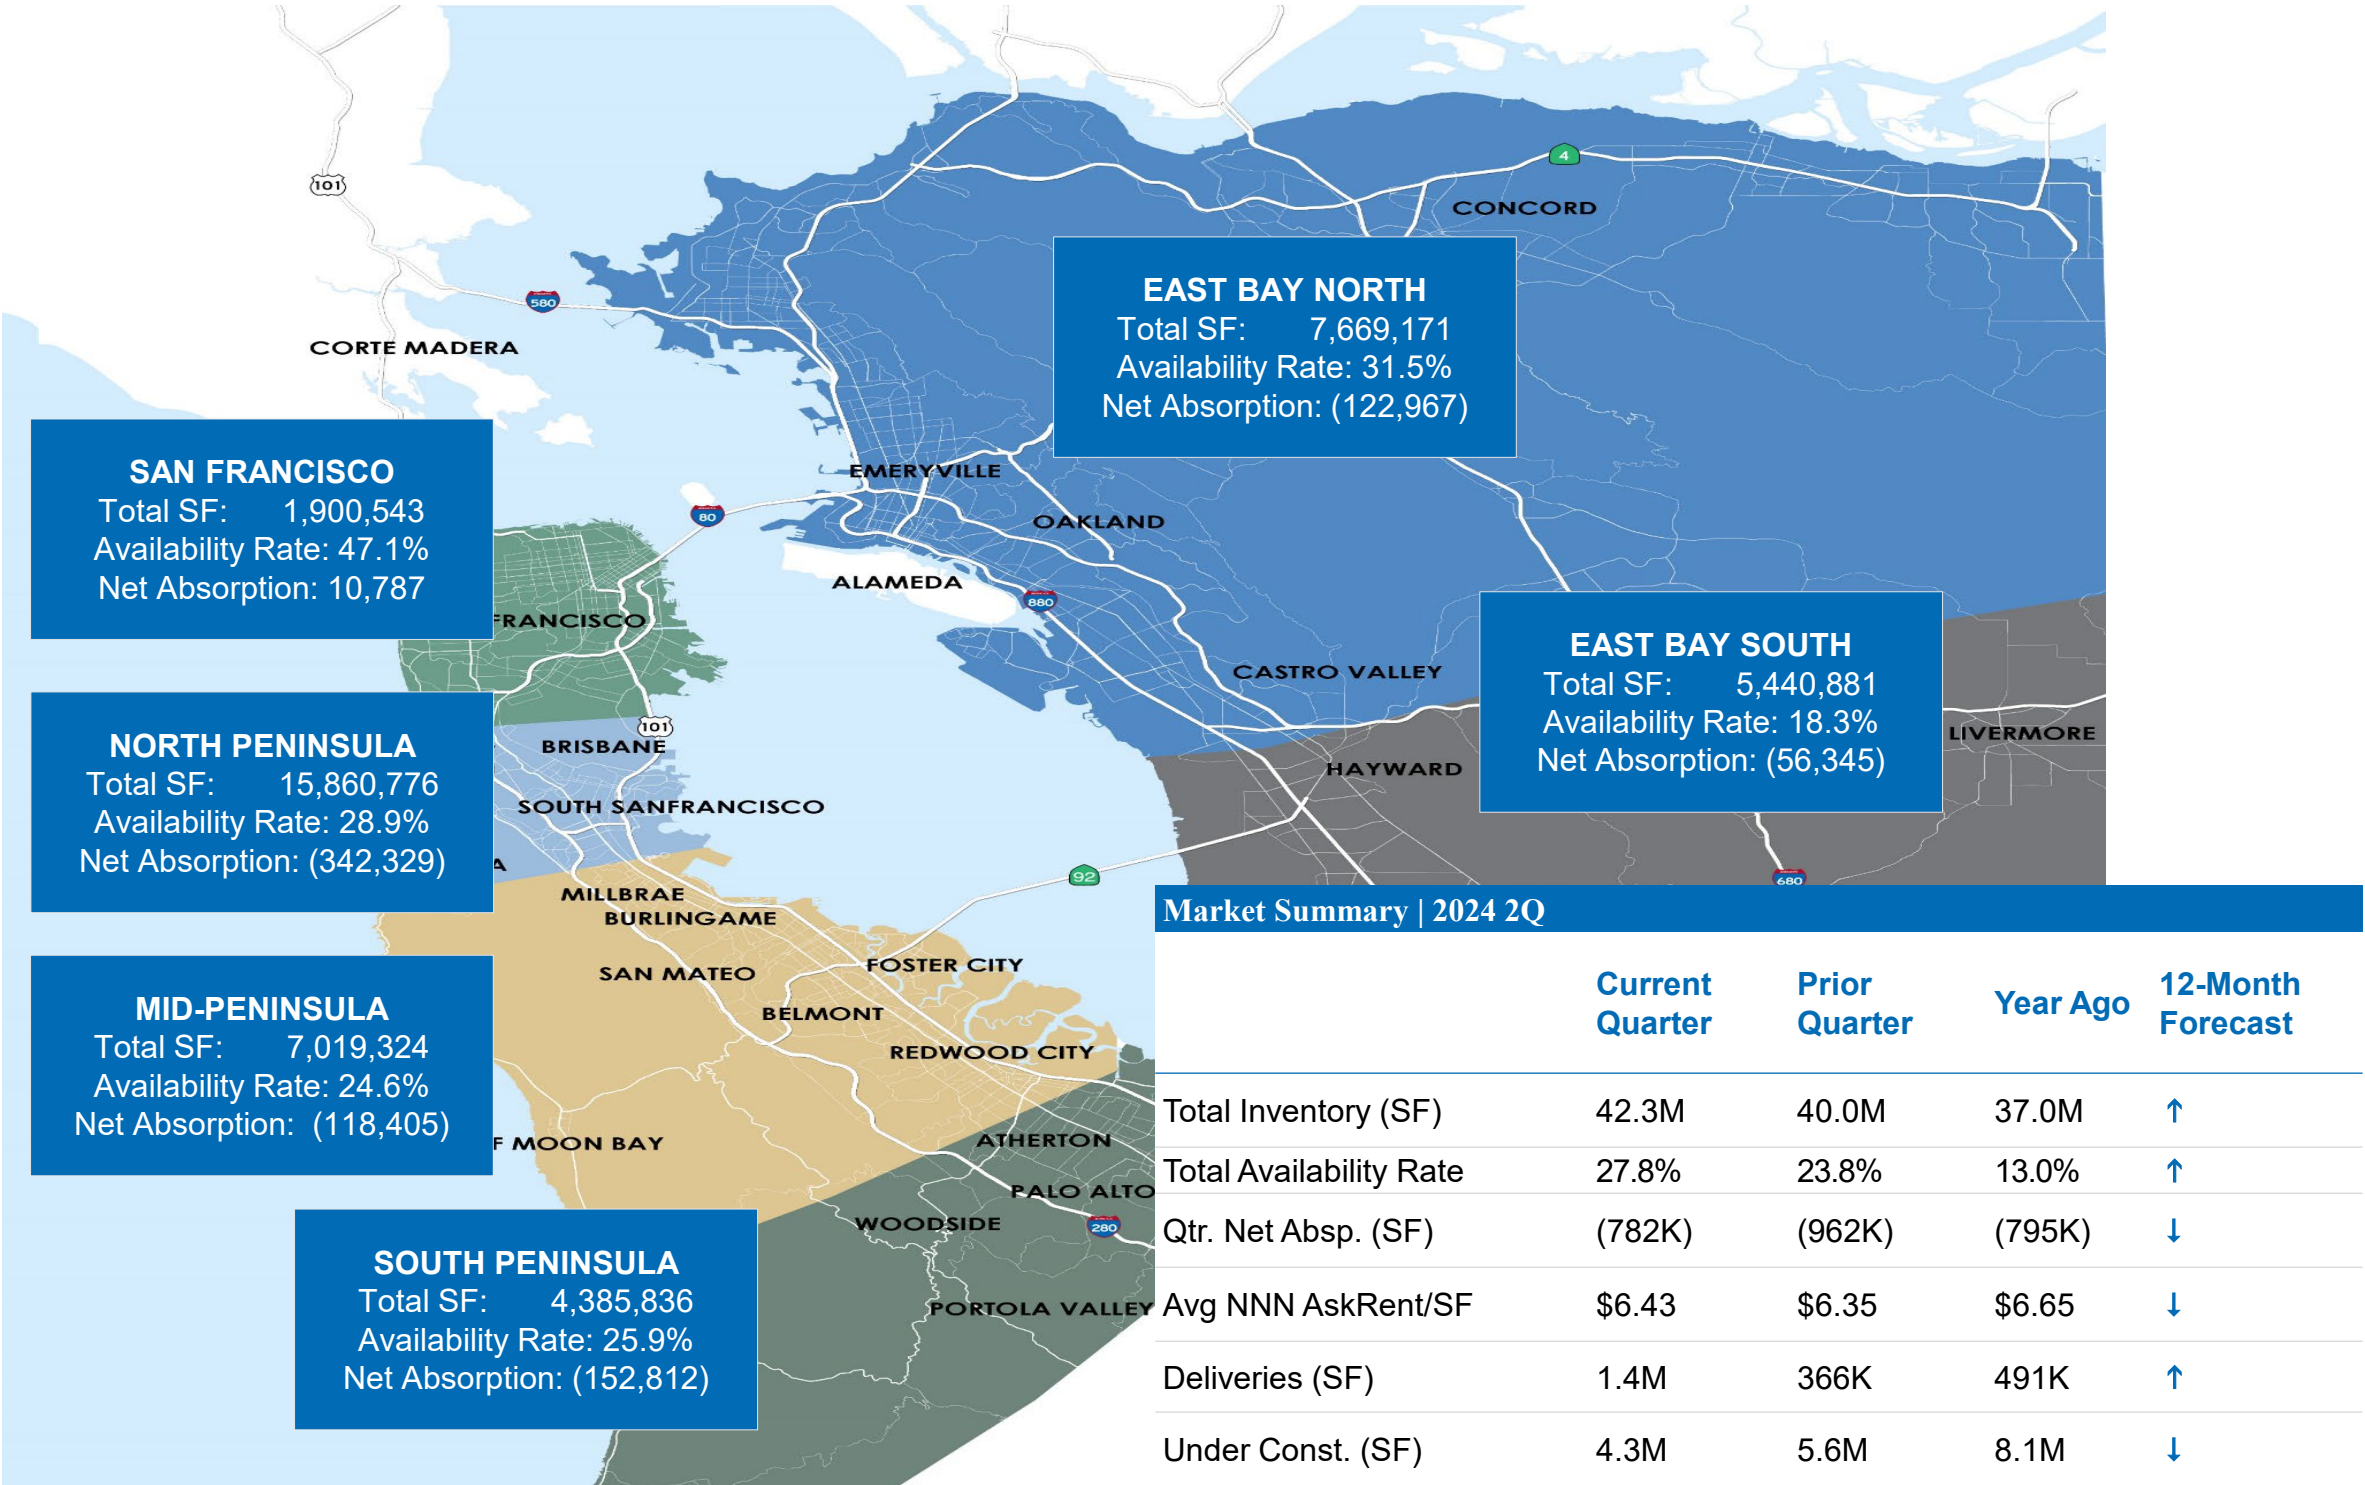 101
4
CONCORD
580
CORTE MADERA
EAST BAY NORTH
Total SF: 7,669,171
Availability Rate: 31.5%
Net Absorption: (122,967)
SAN FRANCISCO
Total SF: 1,900,543
Availability Rate: 47.1%
Net Absorption: 10,787
EMERYVILLE
80
OAKLAND
ALAMEDA
880
FRANCISCO
CASTRO VALLEY
EAST BAY SOUTH
Total SF: 5,440,881
Availability Rate: 18.3%
Net Absorption: (56,345)
LIVERMORE
HAYWARD
NORTH PENINSULA
Total SF: 15,860,776
Availability Rate: 28.9%
Net Absorption: (342,329)
101
BRISBANE
SOUTH SANFRANCISCO
A
92
680
MILLBRAE
BURLINGAME
SAN MATEO
FOSTER CITY
BELMONT
REDWOOD CITY
MID-PENINSULA
Total SF: 7,019,324
Availability Rate: 24.6%
Net Absorption: (118,405)
F MOON BAY
ATHERTON
PALO ALTO
WOODSIDE
280
PORTOLA VALLEY
SOUTH PENINSULA
Total SF: 4,385,836
Availability Rate: 25.9%
Net Absorption: (152,812)
Market Summary | 2024 2Q
Current Quarter Prior Quarter Year Ago 12-Month Forecast
Total Inventory (SF) 42.3M 40.0M 37.0M ↑
Total Availability Rate 27.8% 23.8% 13.0% ↑
Qtr. Net Absp. (SF) (782K) (962K) (795K) ↓
Avg NNN AskRent/SF $6.43 $6.35 $6.65 ↓
Deliveries (SF) 1.4M 366K 491K ↑
Under Const. (SF) 4.3M 5.6M 8.1M ↓